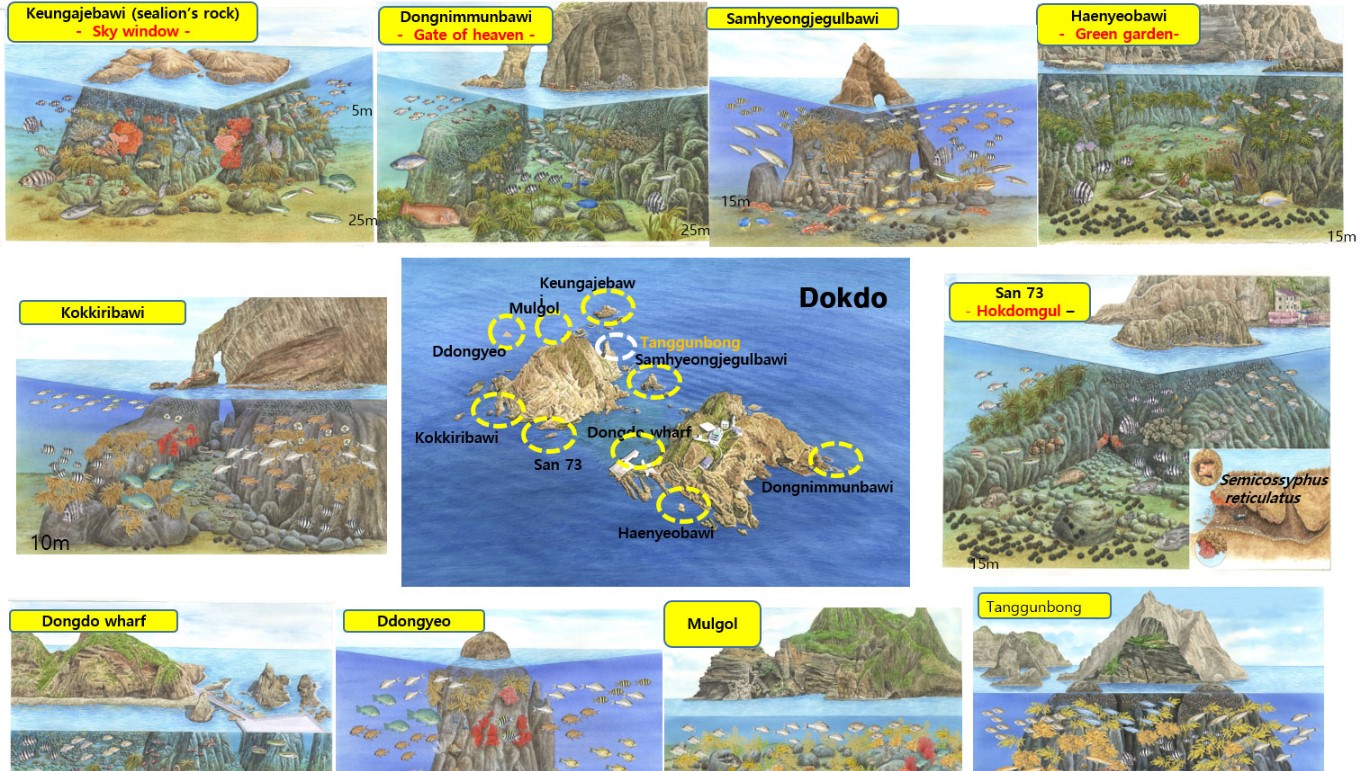 Keungajebawi (sealion's rock)
- Sky window -
5m
25m
Dongnimmunbawi
- Gate of heaven -
25m
Samhyeongjegulbawi
15m
Haenyeobawi
- Green garden-
15m
Kokkiribawi
10m
Dokdo
Keungajebaw
i
Mulgol
Ddongyeo
Tanggunbong
Samhyeongjegulbawi
Kokkiribawi
Dongdo wharf
San 73
Dongnimmunbawi
Haenyeobawi
San 73
- Hokdomgul –
Semicossyphus
reticulatus
15m
Dongdo wharf
Ddongyeo
Mulgol
Tanggunbong